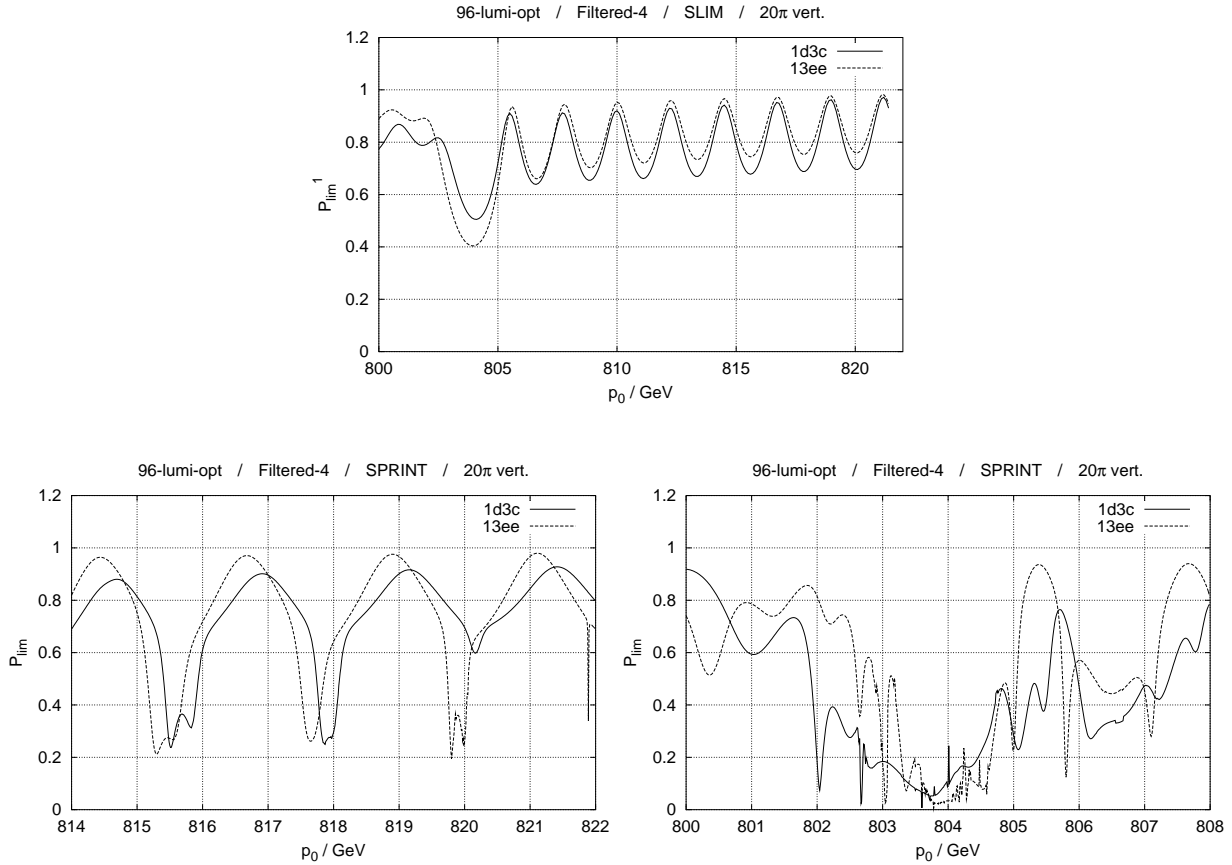 96-lumi-opt / Filtered-4 / SLIM / 20π vert.
1.2
1
0.8
0.6
0.4
0.2
0
P_lim^1
1d3c
13ee
800 805 810 815 820
p_0 / GeV
96-lumi-opt / Filtered-4 / SPRINT / 20π vert.
1.2
1
0.8
0.6
0.4
0.2
0
P_lim
1d3c
13ee
814 815 816 817 818 819 820 821 822
p_0 / GeV
96-lumi-opt / Filtered-4 / SPRINT / 20π vert.
1.2
1
0.8
0.6
0.4
0.2
0
P_lim
1d3c
13ee
800 801 802 803 804 805 806 807 808
p_0 / GeV